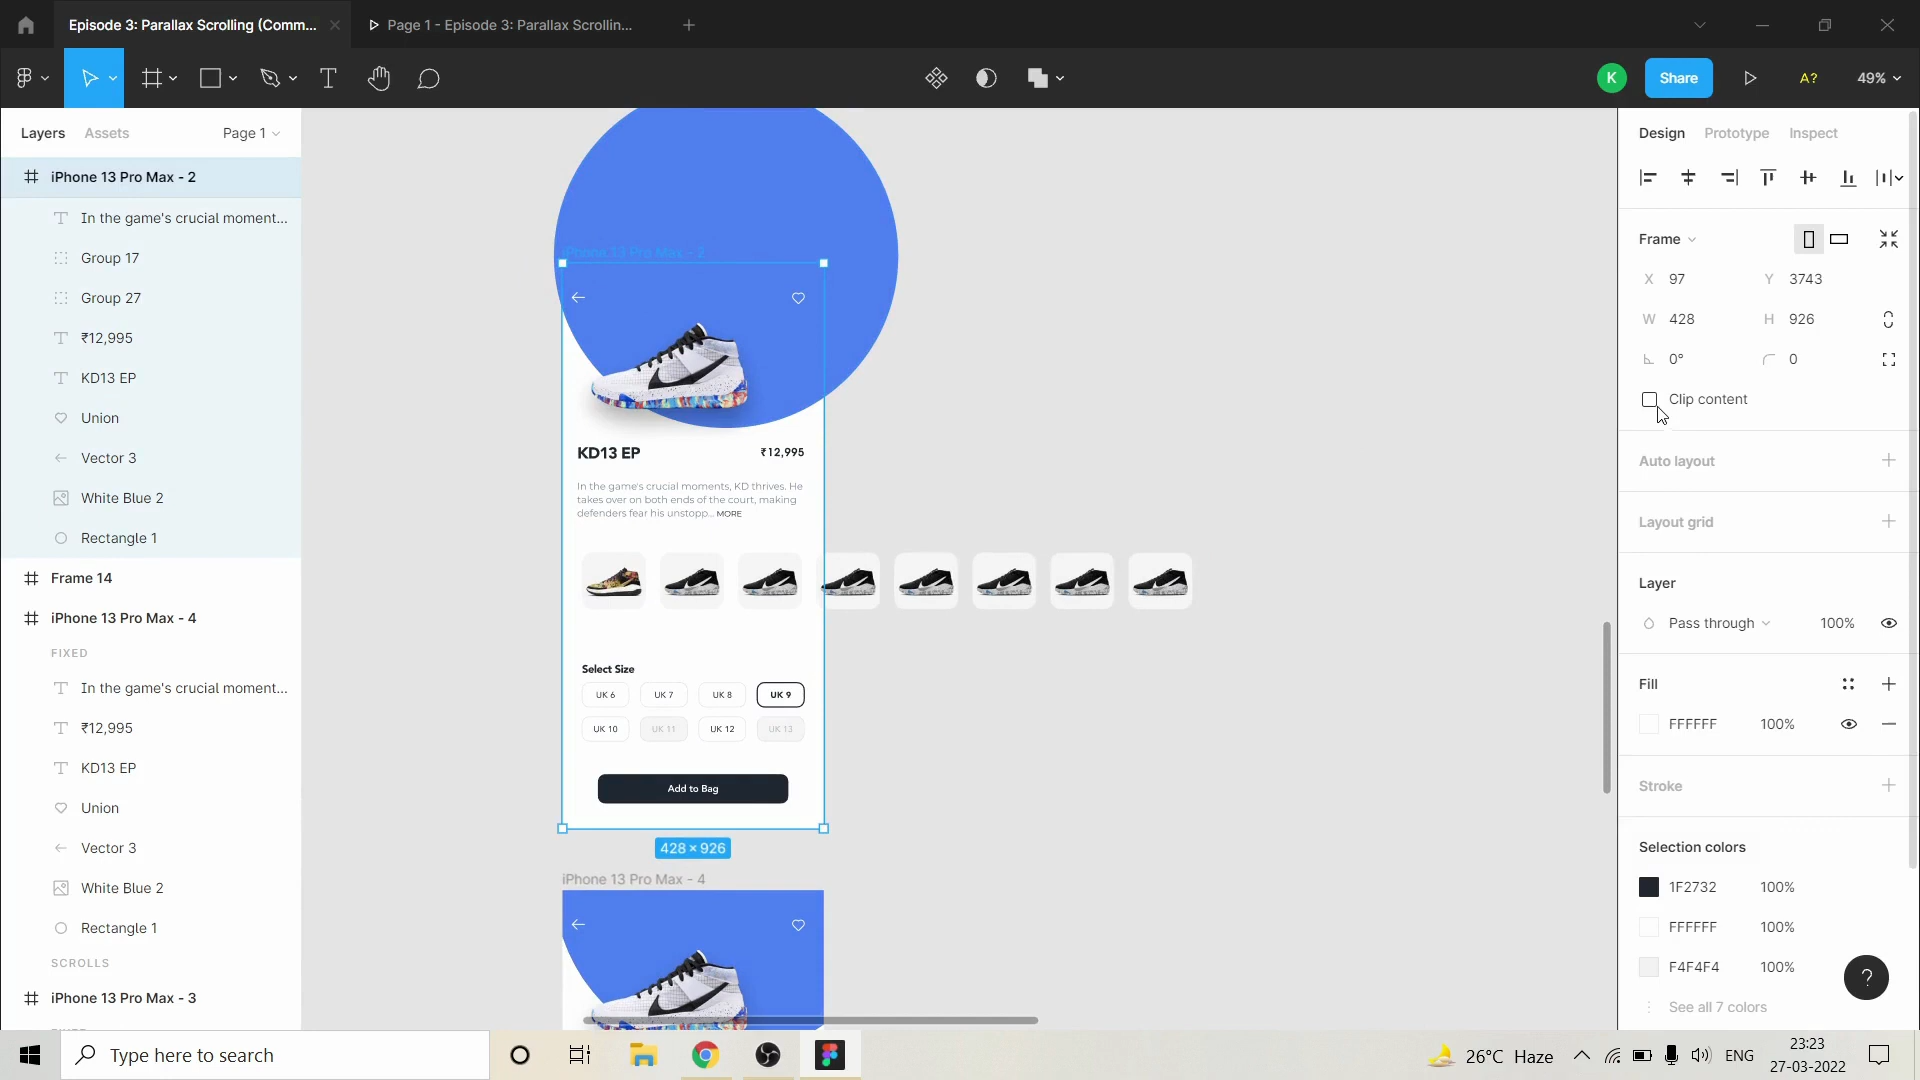 Episode 3: Parallax Scrolling (Comm...
Page 1 - Episode 3: Parallax Scrollin...
K
Share
A?
49%
Layers
Assets
Page 1
iPhone 13 Pro Max - 2
In the game's crucial moment...
Group 17
Group 27
₹12,995
KD13 EP
Union
Vector 3
White Blue 2
Rectangle 1
Frame 14
iPhone 13 Pro Max - 4
FIXED
In the game's crucial moment...
₹12,995
KD13 EP
Union
Vector 3
White Blue 2
Rectangle 1
SCROLLS
iPhone 13 Pro Max - 3
iPhone 13 Pro Max - 2
KD13 EP
₹12,995
In the game's crucial moments, KD thrives. He
takes over on both ends of the court, making
defenders fear his unstopp... MORE
Select Size
UK 6
UK 7
UK 8
UK 9
UK 10
UK 11
UK 12
UK 13
Add to Bag
428 × 926
iPhone 13 Pro Max - 4
Design
Prototype
Inspect
Frame
X 97
Y 3743
W 428
H 926
0°
0
Clip content
Auto layout
Layout grid
Layer
Pass through
100%
Fill
FFFFFF
100%
Stroke
Selection colors
1F2732
100%
FFFFFF
100%
F4F4F4
100%
See all 7 colors
?
Type here to search
26°C Haze
ENG
23:23
27-03-2022